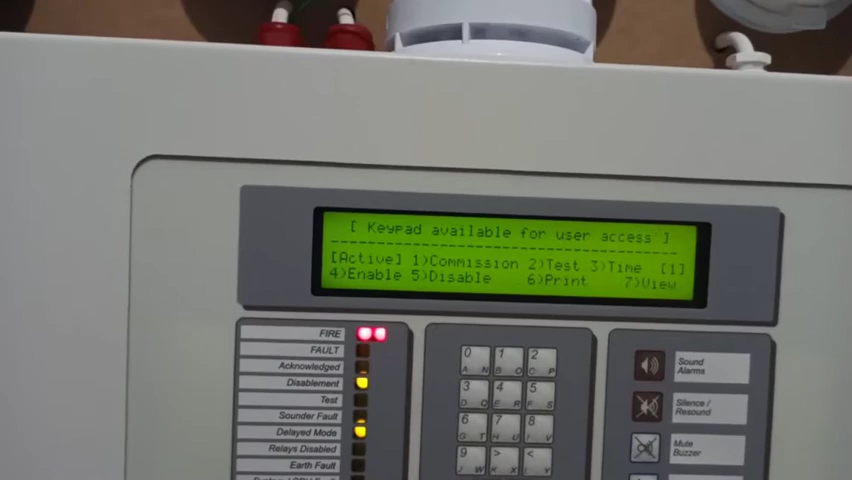 [ Keypad available for user access ]
[Active] 1)Commission 2)Test 3)Time [1]
4)Enable 5)Disable 6)Print 7)View
FIRE
FAULT
Acknowledged
Disablement
Test
Sounder Fault
Delayed Mode
Relays Disabled
Earth Fault
0 1 2
A N B O C P
3 4 5
D Q E R F S
6 7 8
G T H U I V
9 > <
J W K X L Y
Sound
Alarms
Silence /
Resound
Mute
Buzzer